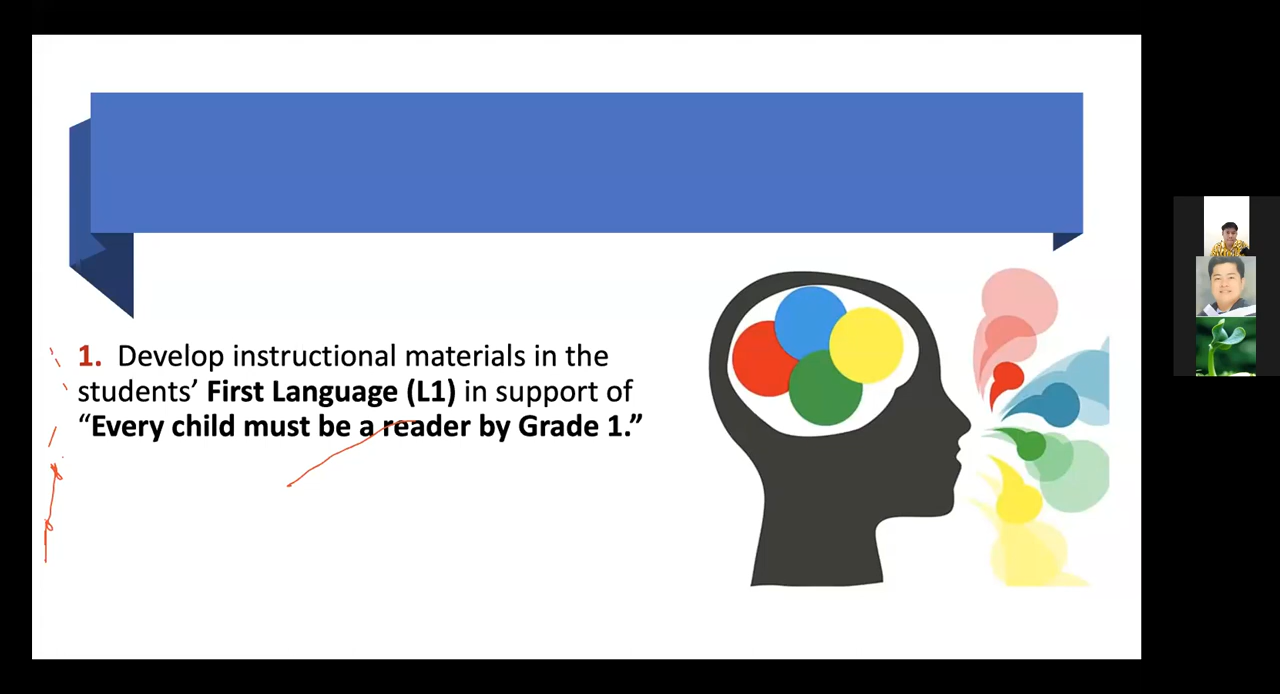 1. Develop instructional materials in the
students’ First Language (L1) in support of
“Every child must be a reader by Grade 1.”